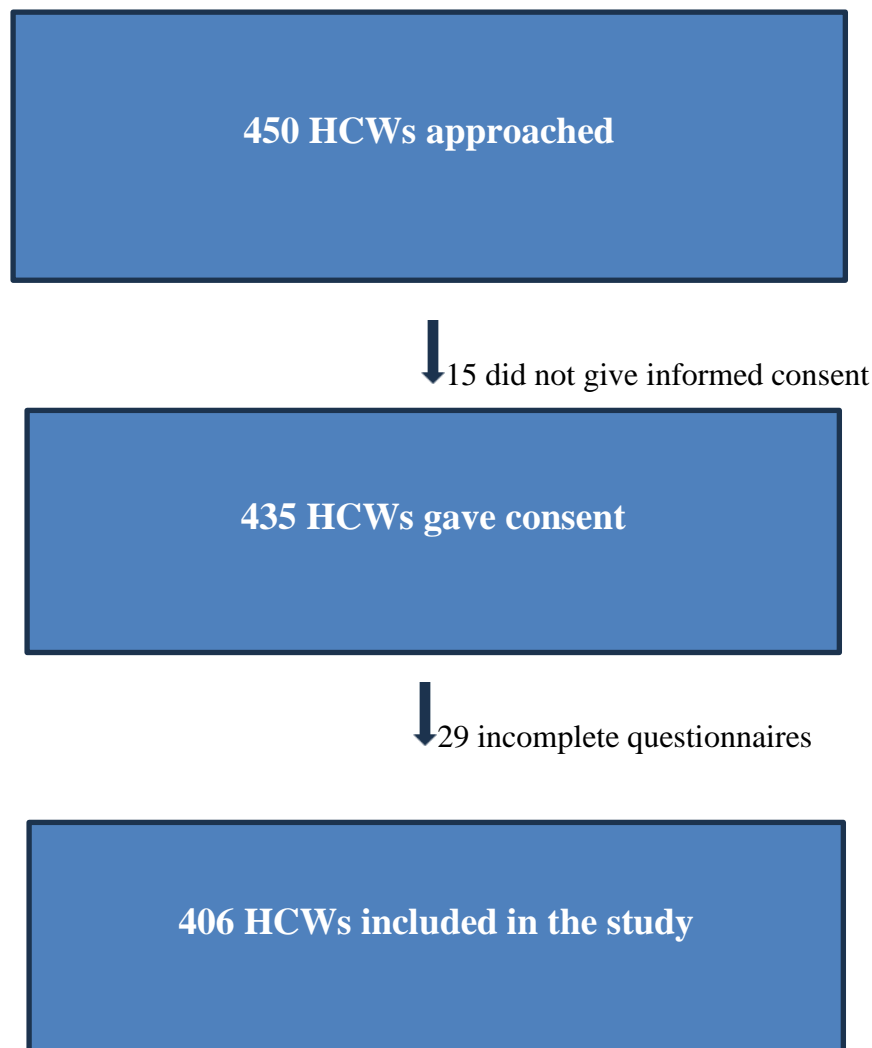 450 HCWs approached
15 did not give informed consent
435 HCWs gave consent
29 incomplete questionnaires
406 HCWs included in the study